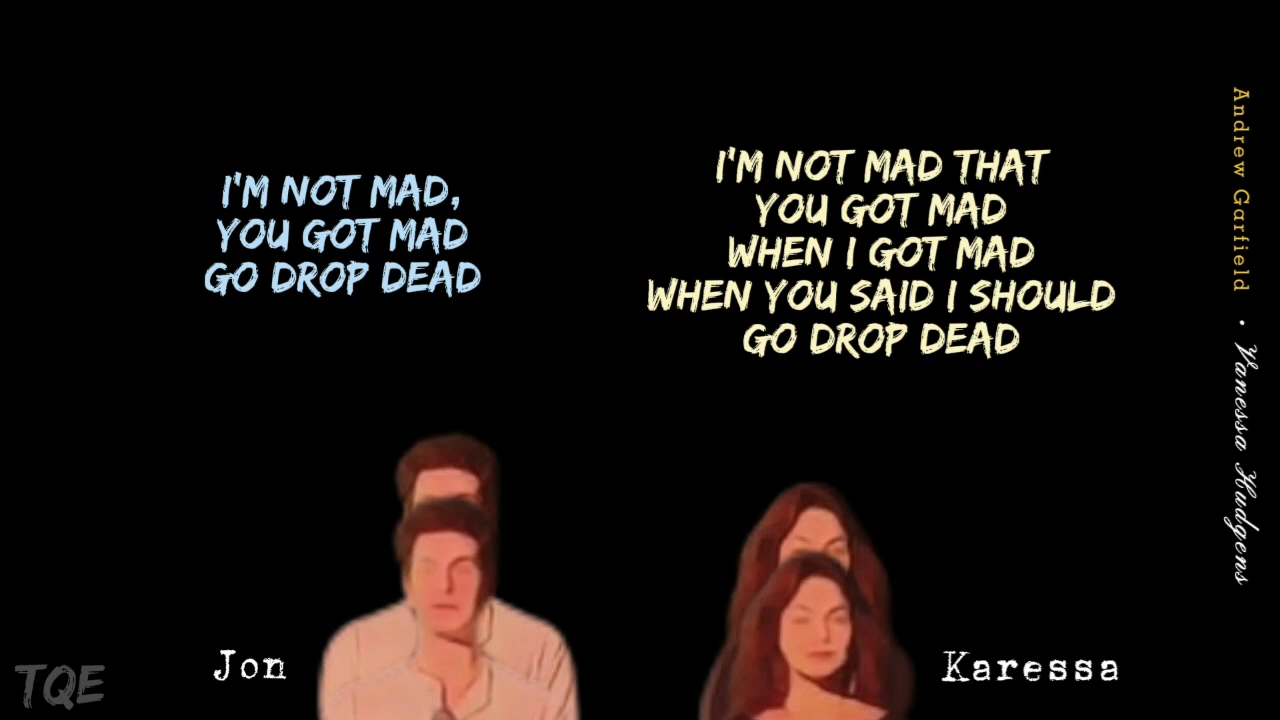 I'M NOT MAD,
YOU GOT MAD
GO DROP DEAD
I'M NOT MAD THAT
YOU GOT MAD
WHEN I GOT MAD
WHEN YOU SAID I SHOULD
GO DROP DEAD
Jon
Karessa
TQE
Andrew Garfield • Vanessa Hudgens